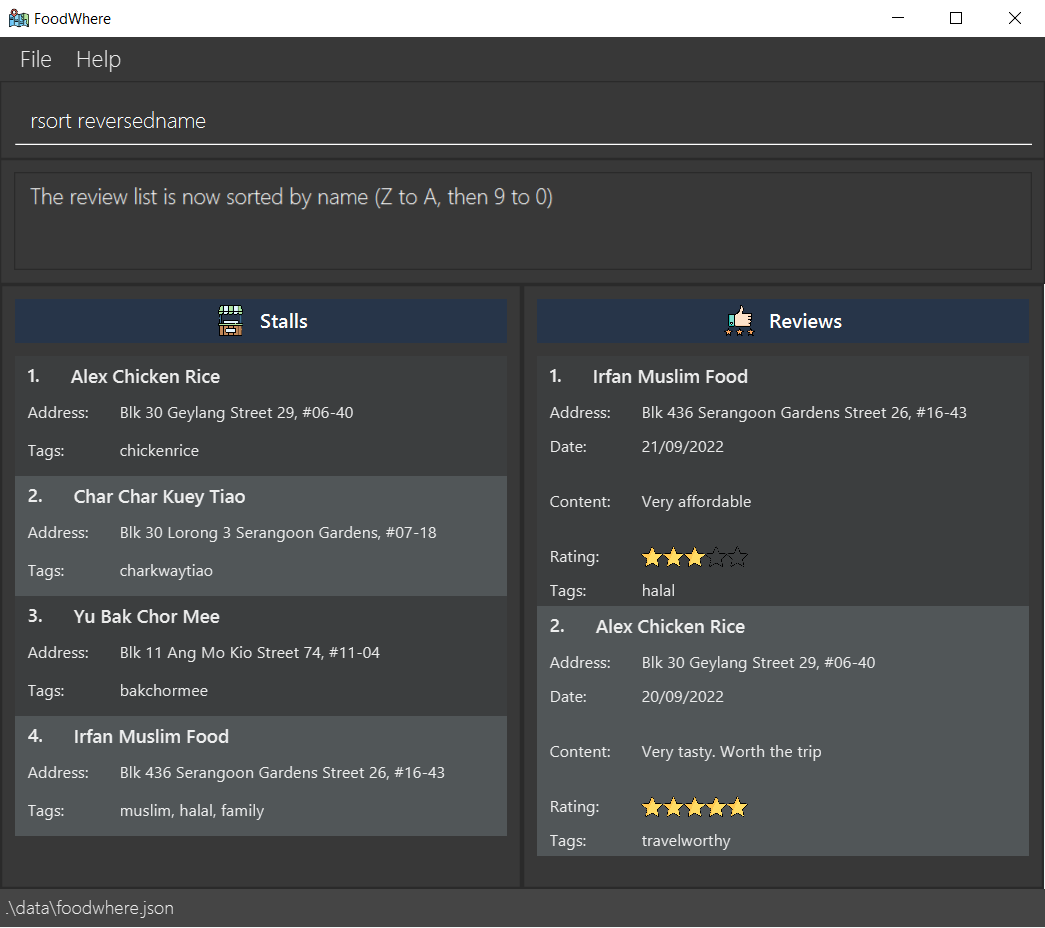 FoodWhere
File Help
rsort reversedname
The review list is now sorted by name (Z to A, then 9 to 0)
Stalls
1. Alex Chicken Rice
Address: Blk 30 Geylang Street 29, #06-40
Tags: chickenrice
2. Char Char Kuey Tiao
Address: Blk 30 Lorong 3 Serangoon Gardens, #07-18
Tags: charkwaytiao
3. Yu Bak Chor Mee
Address: Blk 11 Ang Mo Kio Street 74, #11-04
Tags: bakchormee
4. Irfan Muslim Food
Address: Blk 436 Serangoon Gardens Street 26, #16-43
Tags: muslim, halal, family
Reviews
1. Irfan Muslim Food
Address: Blk 436 Serangoon Gardens Street 26, #16-43
Date: 21/09/2022
Content: Very affordable
Rating:
Tags: halal
2. Alex Chicken Rice
Address: Blk 30 Geylang Street 29, #06-40
Date: 20/09/2022
Content: Very tasty. Worth the trip
Rating:
Tags: travelworthy
.\data\foodwhere.json